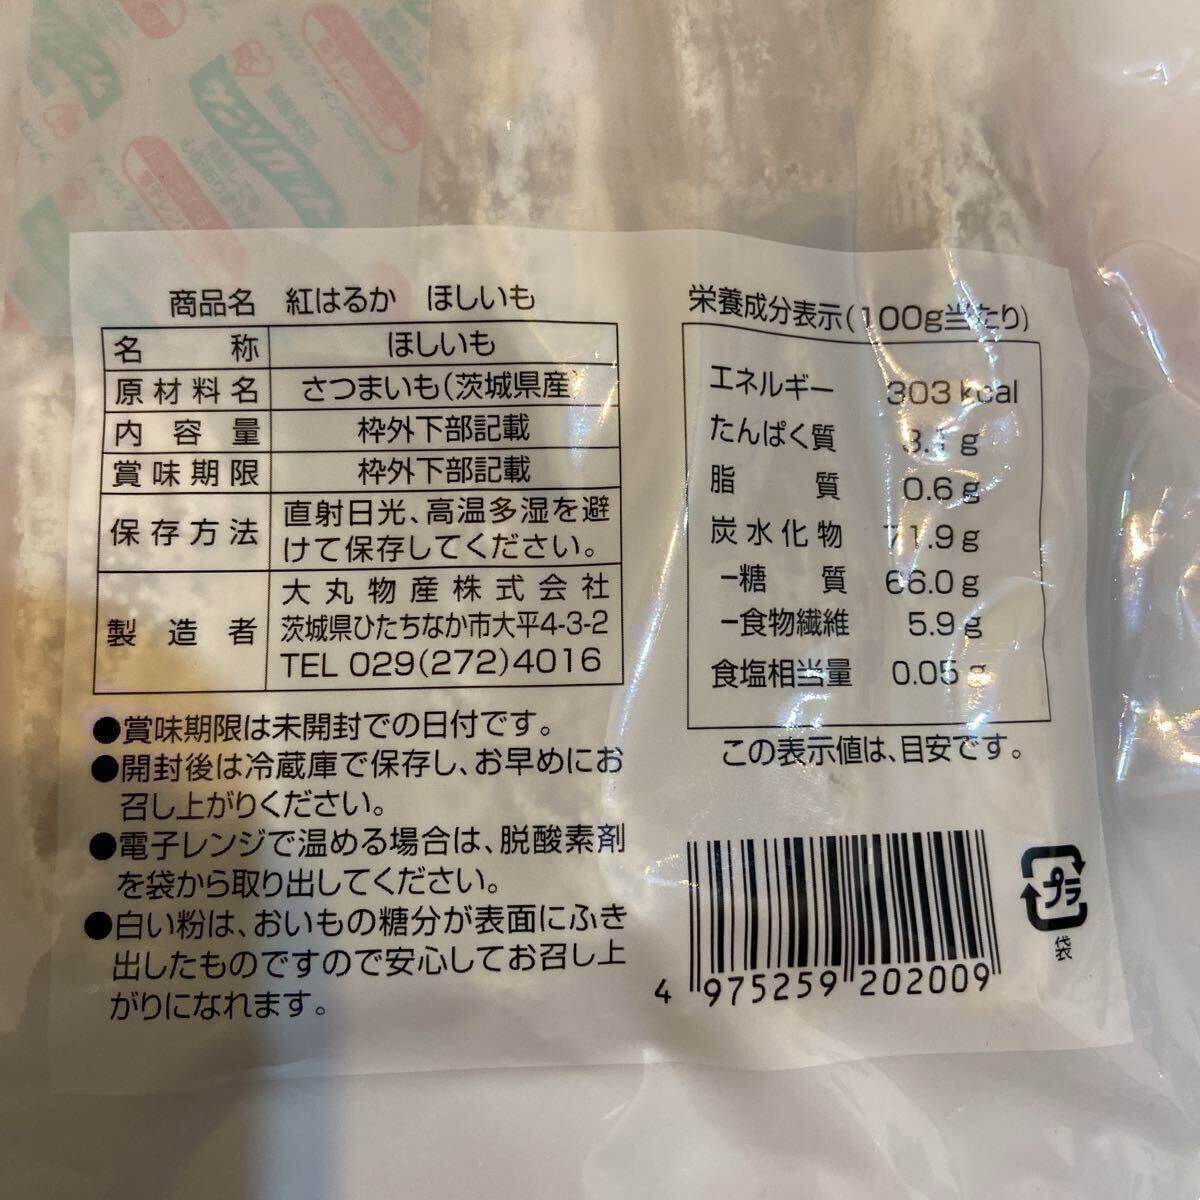 サンソカット
商品名 紅はるか ほしいも
名称 ほしいも
原材料名 さつまいも(茨城県産)
内容量 枠外下部記載
賞味期限 枠外下部記載
保存方法 直射日光、高温多湿を避
けて保存してください。
製造者 大丸物産株式会社
茨城県ひたちなか市大平4-3-2
TEL 029(272)4016
●賞味期限は未開封での日付です。
●開封後は冷蔵庫で保存し、お早めにお
召し上がりください。
●電子レンジで温める場合は、脱酸素剤
を袋から取り出してください。
●白い粉は、おいもの糖分が表面にふき
出したものですので安心してお召し上
がりになれます。
栄養成分表示(100g当たり)
エネルギー 303kcal
たんぱく質 3.1g
脂質 0.6g
炭水化物 71.9g
-糖質 66.0g
-食物繊維 5.9g
食塩相当量 0.05g
この表示値は、目安です。
4 975259 202009
プラ
袋